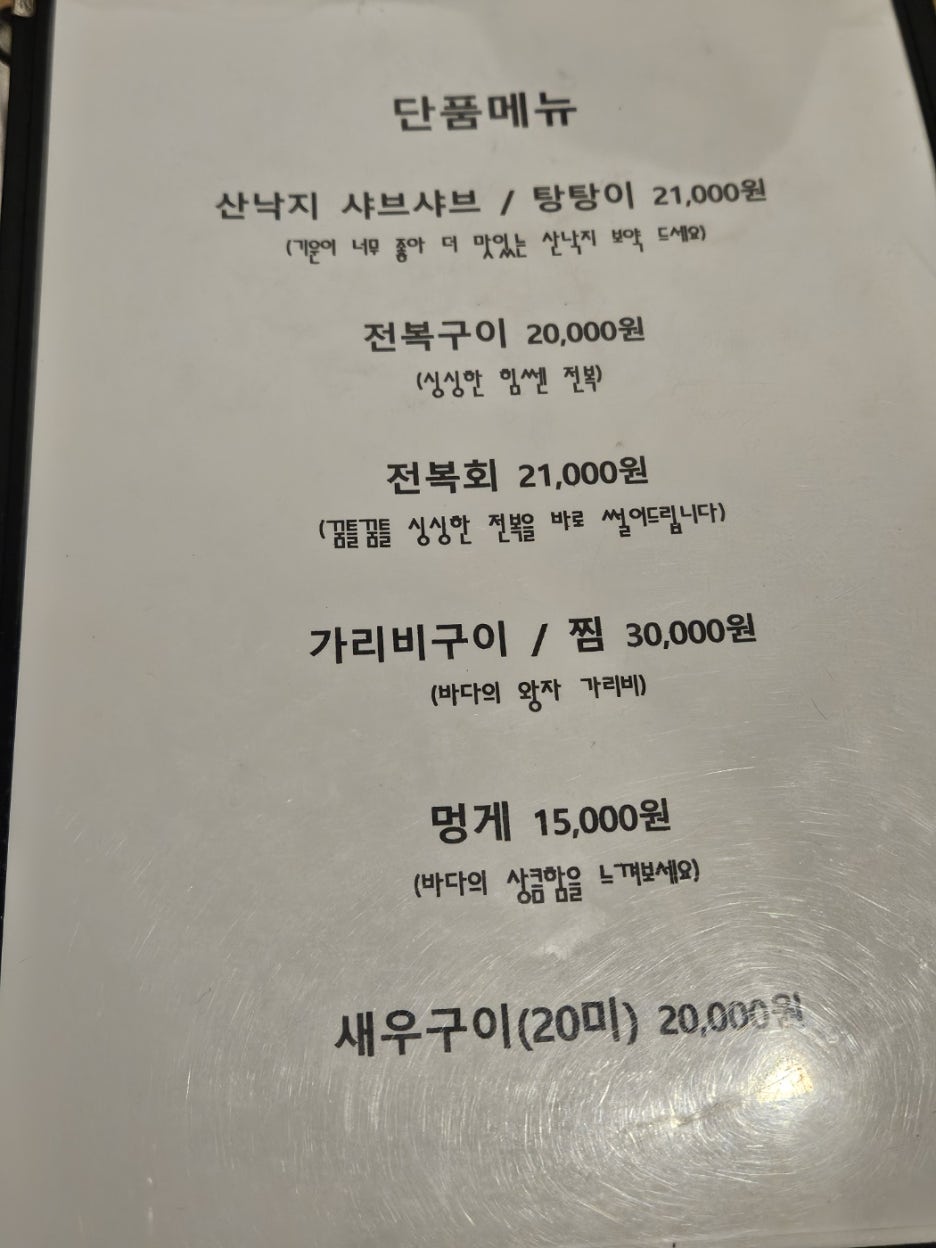 단품메뉴
산낙지 샤브샤브 / 탕탕이 21,000원
(기운이 너무 좋아 더 맛있는 산낙지 보약 드세요)
전복구이 20,000원
(싱싱한 힘쎈 전복)
전복회 21,000원
(꿈틀꿈틀 싱싱한 전복을 바로 썰어드립니다)
가리비구이 / 찜 30,000원
(바다의 왕자 가리비)
멍게 15,000원
(바다의 상큼함을 느껴보세요)
새우구이(20미) 20,000원